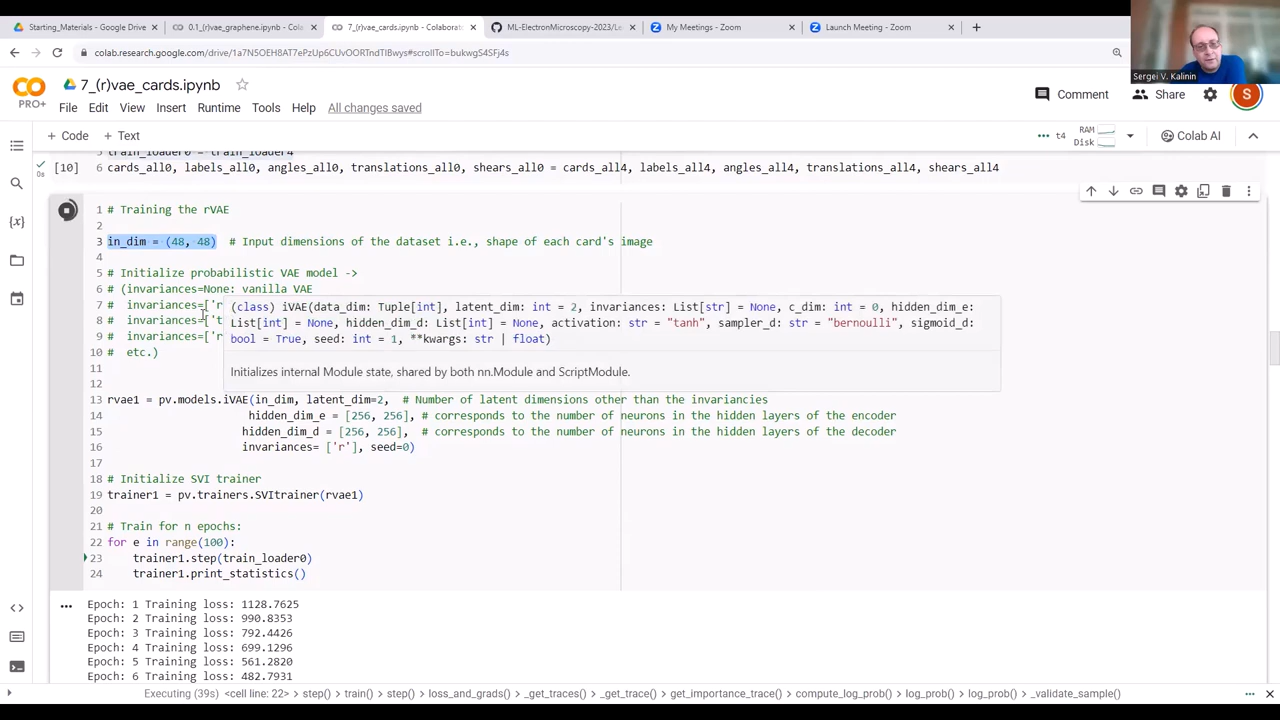 Starting_Materials - Google Drive
0.1_(r)vae_graphene.ipynb - Cola
7_(r)vae_cards.ipynb - Colaborat
ML-ElectronMicroscopy-2023/Le
My Meetings - Zoom
Launch Meeting - Zoom
colab.research.google.com/drive/1a7N5OEH8AT7ePzUp6CUvOORTndTIBwys#scrollTo=bukwgS4SFj4s
Sergei V. Kalinin
PRO+
7_(r)vae_cards.ipynb
File Edit View Insert Runtime Tools Help All changes saved
Comment Share S
+ Code + Text
t4 RAM Disk Colab AI
5 train_loader0 = train_loader4
[10] 6 cards_all0, labels_all0, angles_all0, translations_all0, shears_all0 = cards_all4, labels_all4, angles_all4, translations_all4, shears_all4
0s
1 # Training the rVAE
2
3 in_dim = (48, 48) # Input dimensions of the dataset i.e., shape of each card's image
4
5 # Initialize probabilistic VAE model ->
6 # (invariances=None: vanilla VAE
7 # invariances=['r
8 # invariances=['t
9 # invariances=['r
10 # etc.)
11
12
(class) iVAE(data_dim: Tuple[int], latent_dim: int = 2, invariances: List[str] = None, c_dim: int = 0, hidden_dim_e:
List[int] = None, hidden_dim_d: List[int] = None, activation: str = "tanh", sampler_d: str = "bernoulli", sigmoid_d:
bool = True, seed: int = 1, **kwargs: str | float)
Initializes internal Module state, shared by both nn.Module and ScriptModule.
13 rvae1 = pv.models.iVAE(in_dim, latent_dim=2, # Number of latent dimensions other than the invariancies
14 hidden_dim_e = [256, 256], # corresponds to the number of neurons in the hidden layers of the encoder
15 hidden_dim_d = [256, 256], # corresponds to the number of neurons in the hidden layers of the decoder
16 invariances= ['r'], seed=0)
17
18 # Initialize SVI trainer
19 trainer1 = pv.trainers.SVItrainer(rvae1)
20
21 # Train for n epochs:
22 for e in range(100):
23 trainer1.step(train_loader0)
24 trainer1.print_statistics()
Epoch: 1 Training loss: 1128.7625
Epoch: 2 Training loss: 990.8353
Epoch: 3 Training loss: 792.4426
Epoch: 4 Training loss: 699.1296
Epoch: 5 Training loss: 561.2820
Epoch: 6 Training loss: 482.7931
Executing (39s) <cell line: 22> > step() > train() > step() > loss_and_grads() > _get_traces() > _get_trace() > get_importance_trace() > compute_log_prob() > log_prob() > log_prob() > _validate_sample()